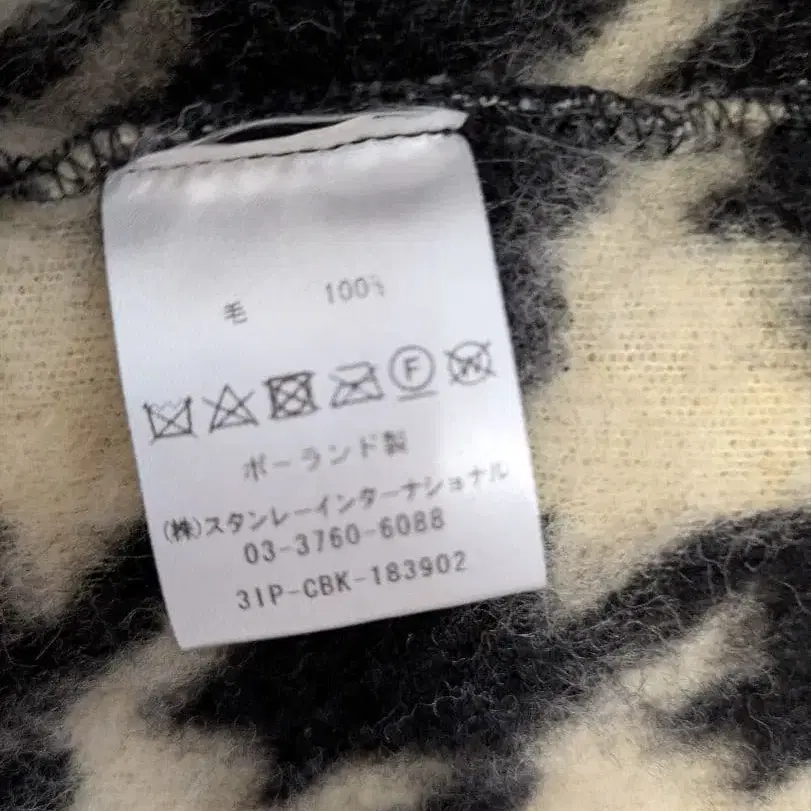 毛 100%
F W
ポーランド製
(株)スタンレーインターナショナル
03-3760-6088
31P-CBK-183902